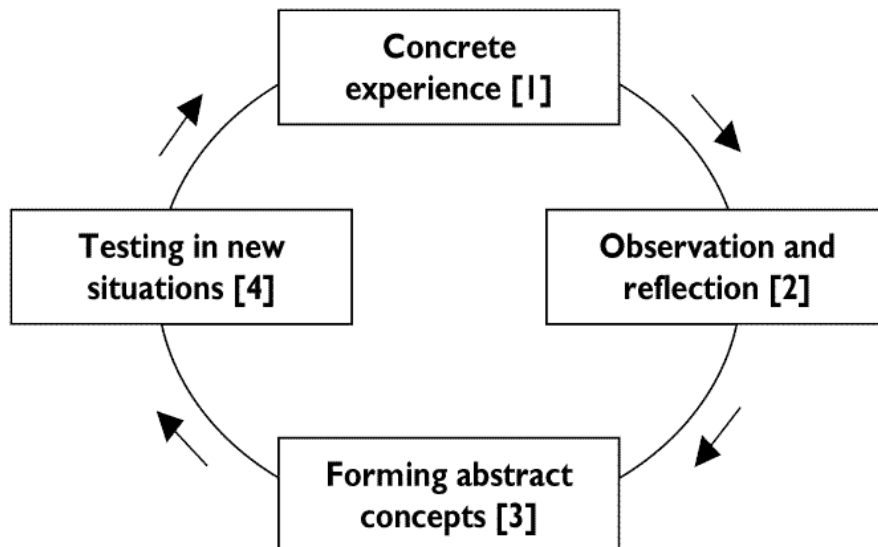 Concrete
experience [1]
Observation and
reflection [2]
Forming abstract
concepts [3]
Testing in new
situations [4]